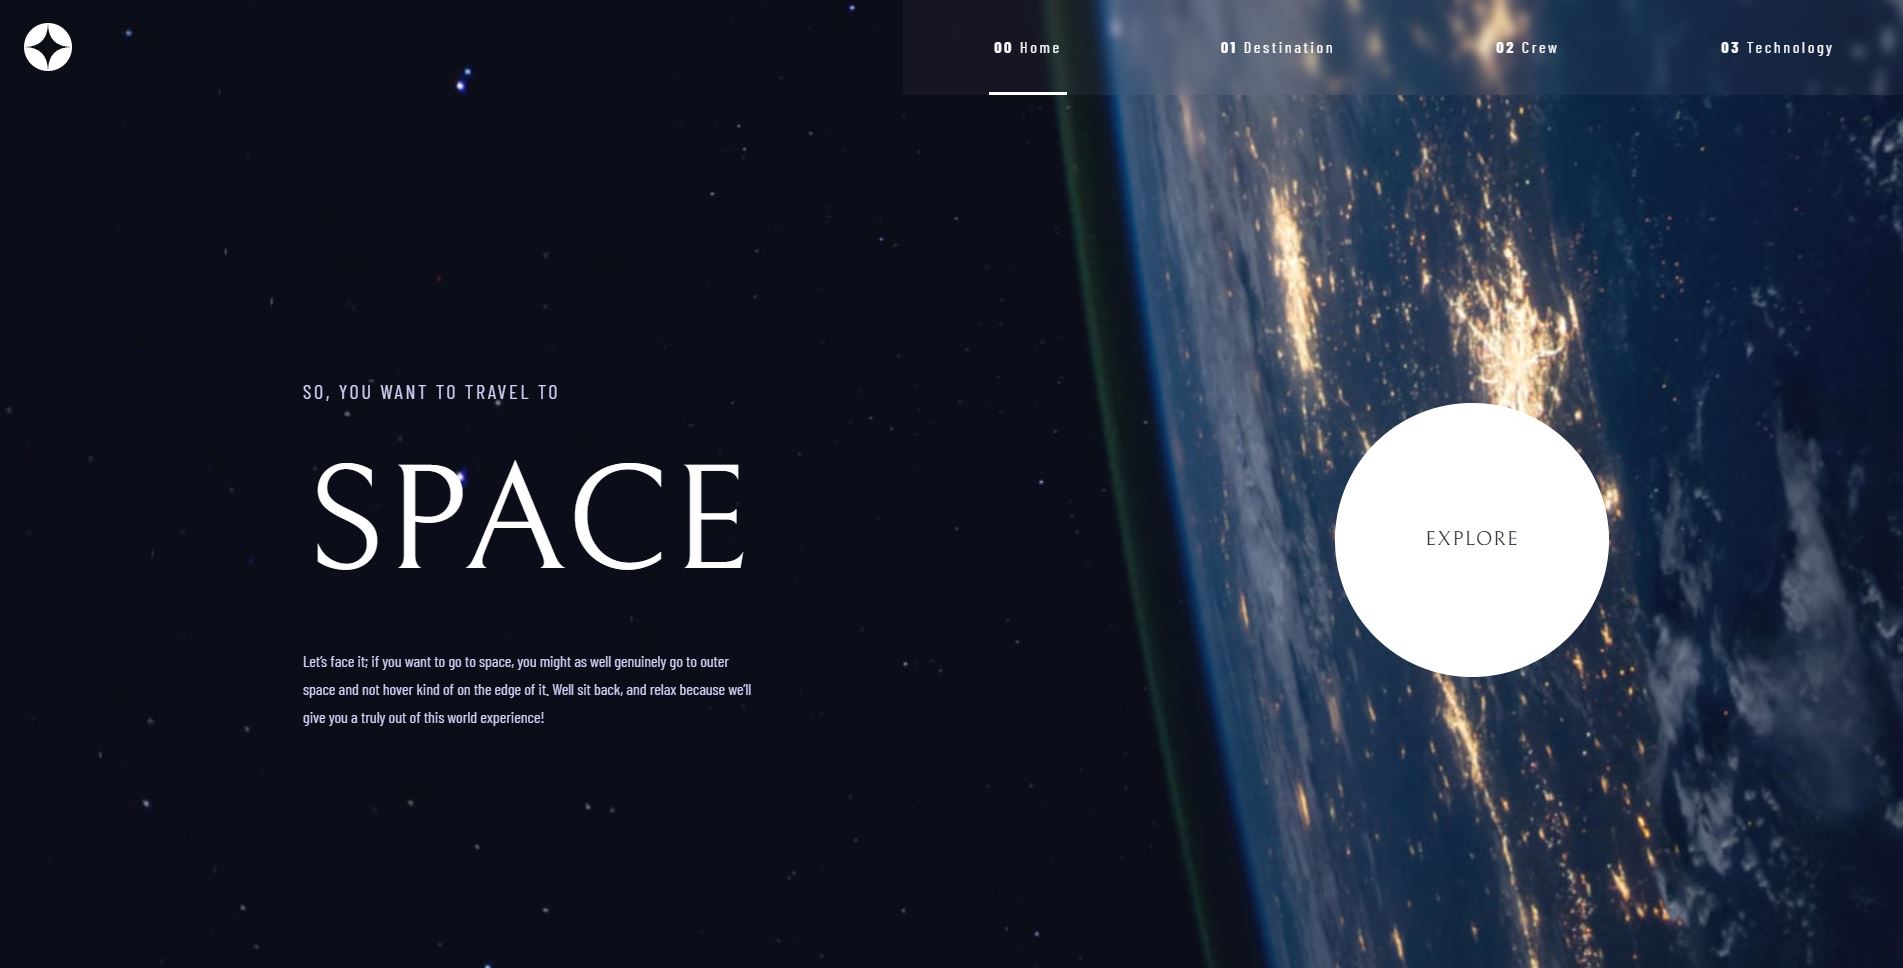 00 Home
01 Destination
02 Crew
03 Technology
SO, YOU WANT TO TRAVEL TO
SPACE
Let’s face it; if you want to go to space, you might as well genuinely go to outer
space and not hover kind of on the edge of it. Well sit back, and relax because we’ll
give you a truly out of this world experience!
EXPLORE